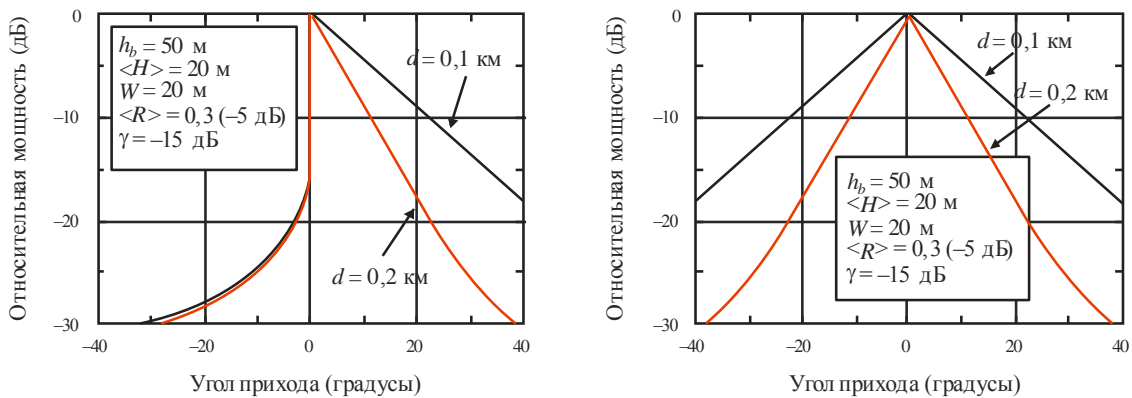 Относительная мощность (дБ)
0
–10
–20
–30
h_b = 50 м
<H> = 20 м
W = 20 м
<R> = 0,3 (–5 дБ)
γ = –15 дБ
d = 0,1 км
d = 0,2 км
–40
–20
0
20
40
Угол прихода (градусы)
Относительная мощность (дБ)
0
–10
–20
–30
d = 0,1 км
d = 0,2 км
h_b = 50 м
<H> = 20 м
W = 20 м
<R> = 0,3 (–5 дБ)
γ = –15 дБ
–40
–20
0
20
40
Угол прихода (градусы)